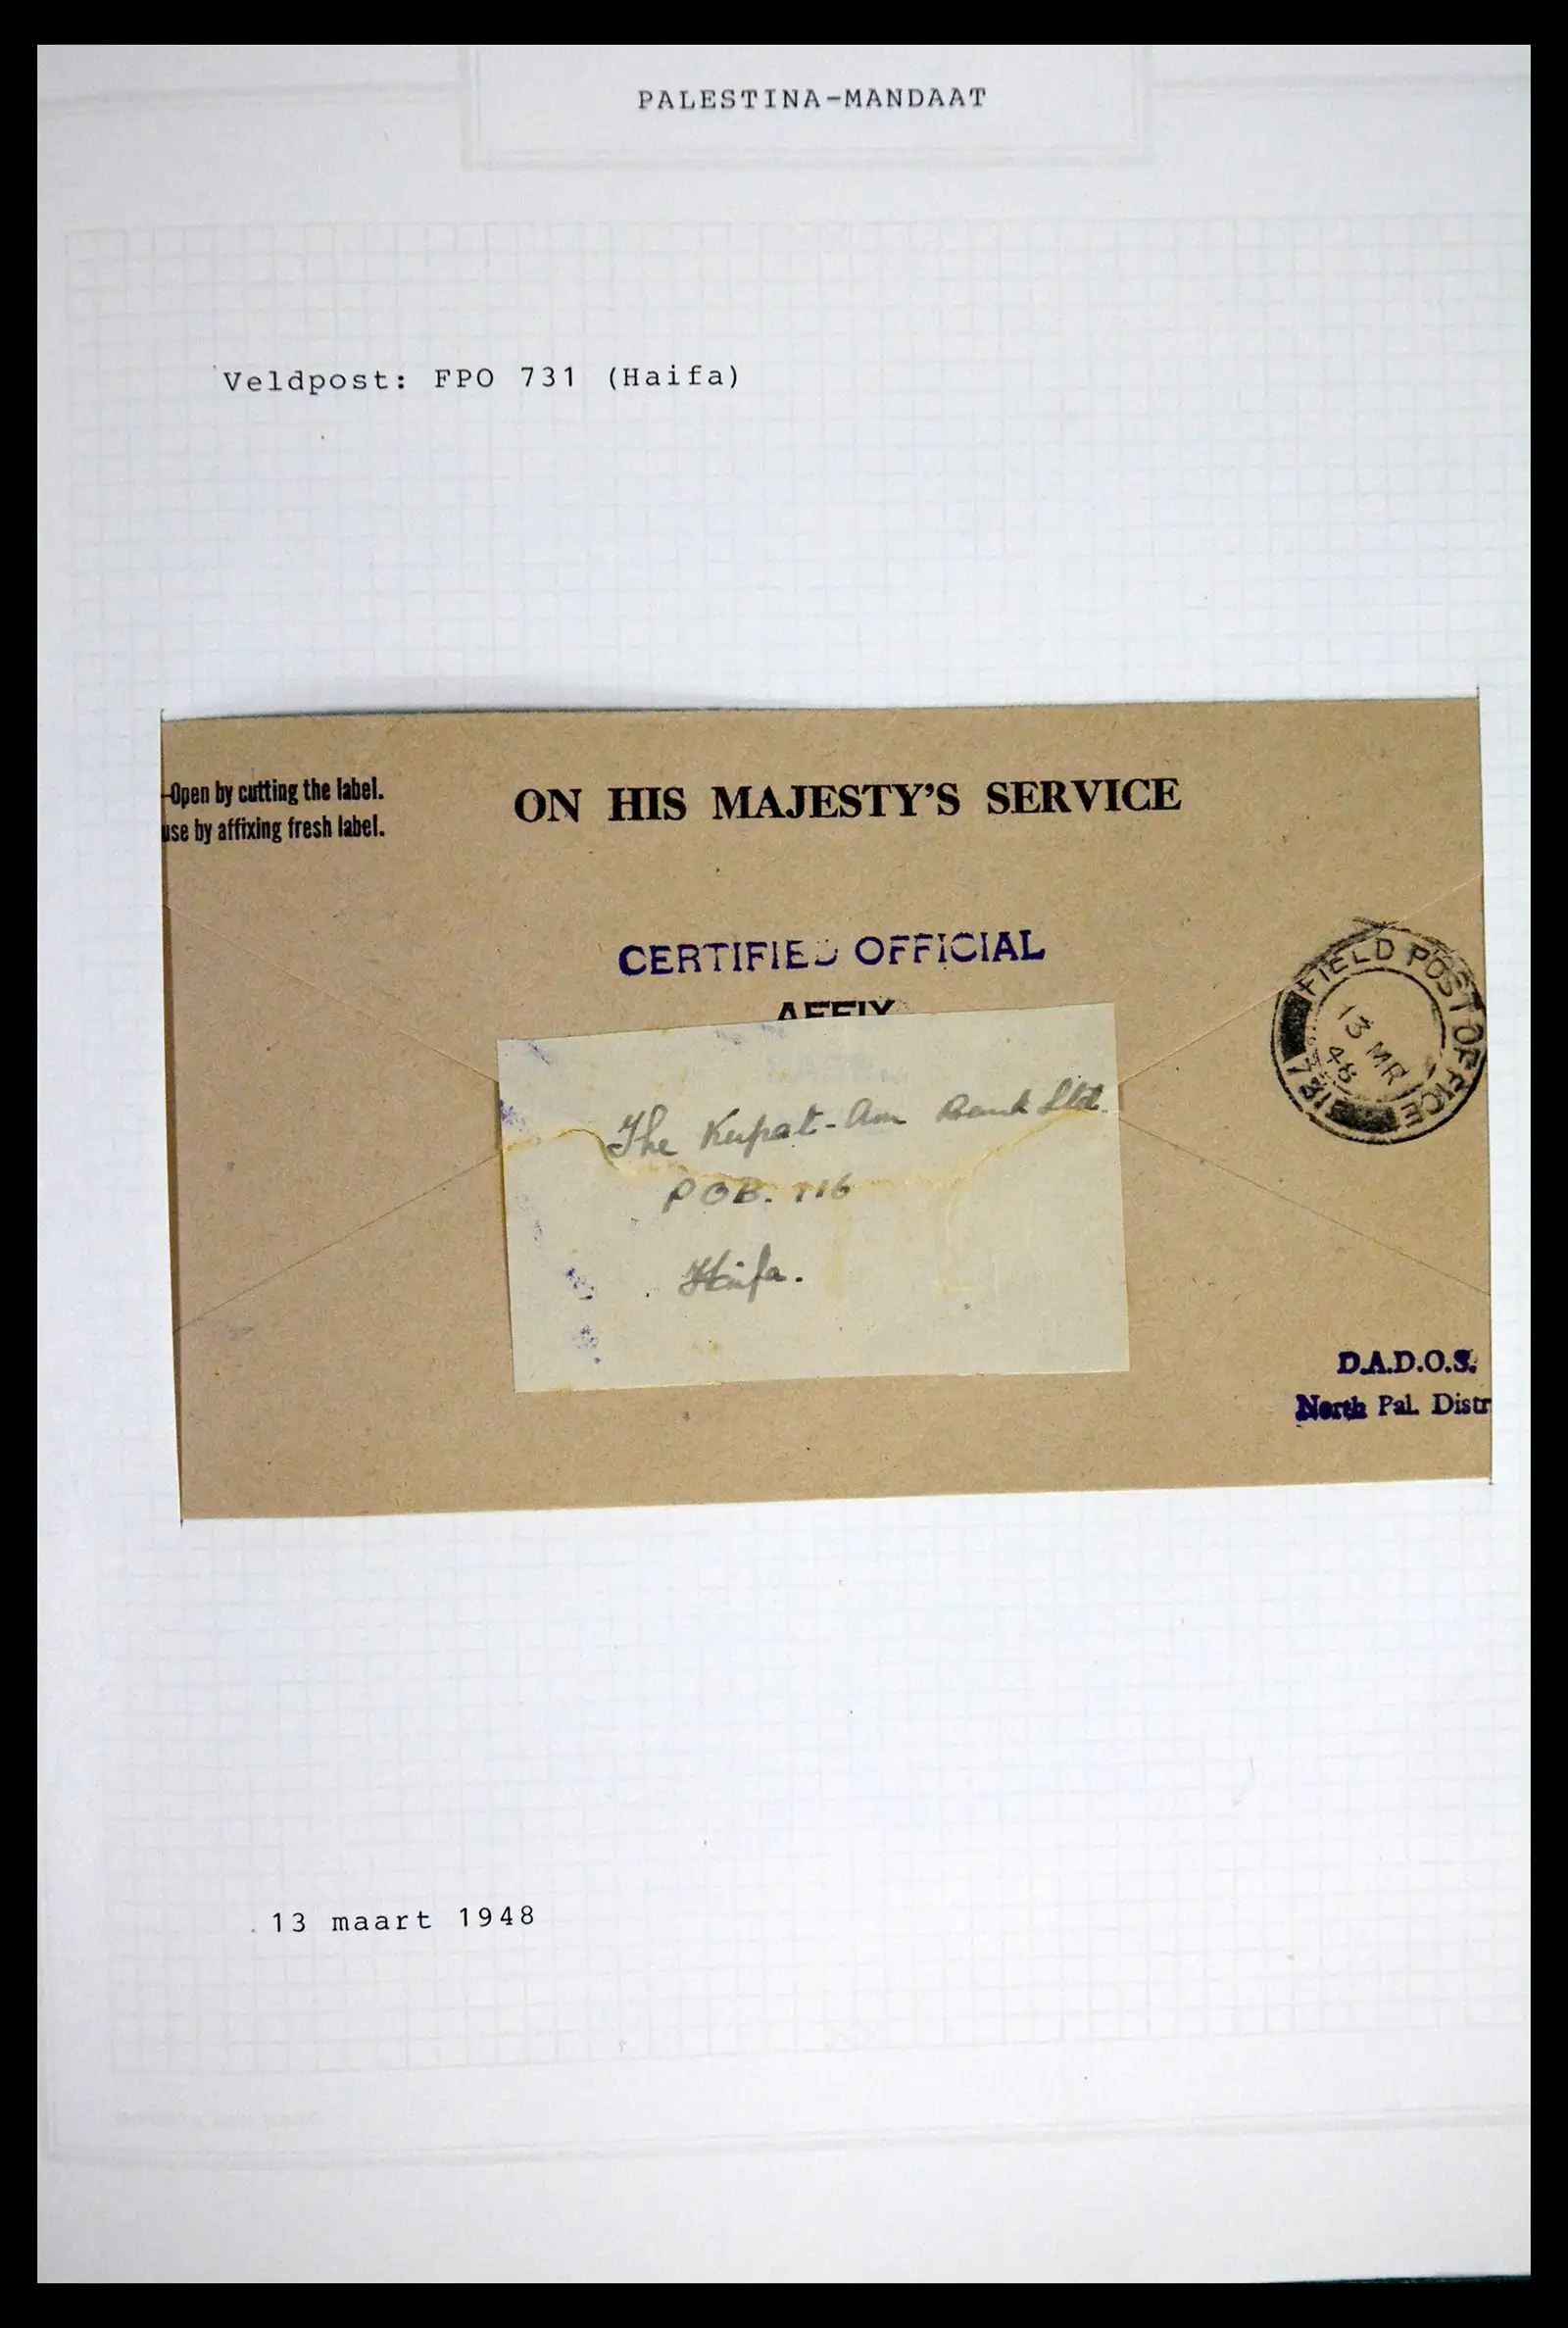 PALESTINA-MANDAAT
Veldpost: FPO 731 (Haifa)
Open by cutting the label.
use by affixing fresh label.
ON HIS MAJESTY'S SERVICE
CERTIFIED OFFICIAL
AFFIX
The Kupat-Am Bank Ltd.
POB. 716
Haifa.
FIELD POST OFFICE
731
13 MR
48
D.A.D.O.S.
North Pal. Distr
13 maart 1948